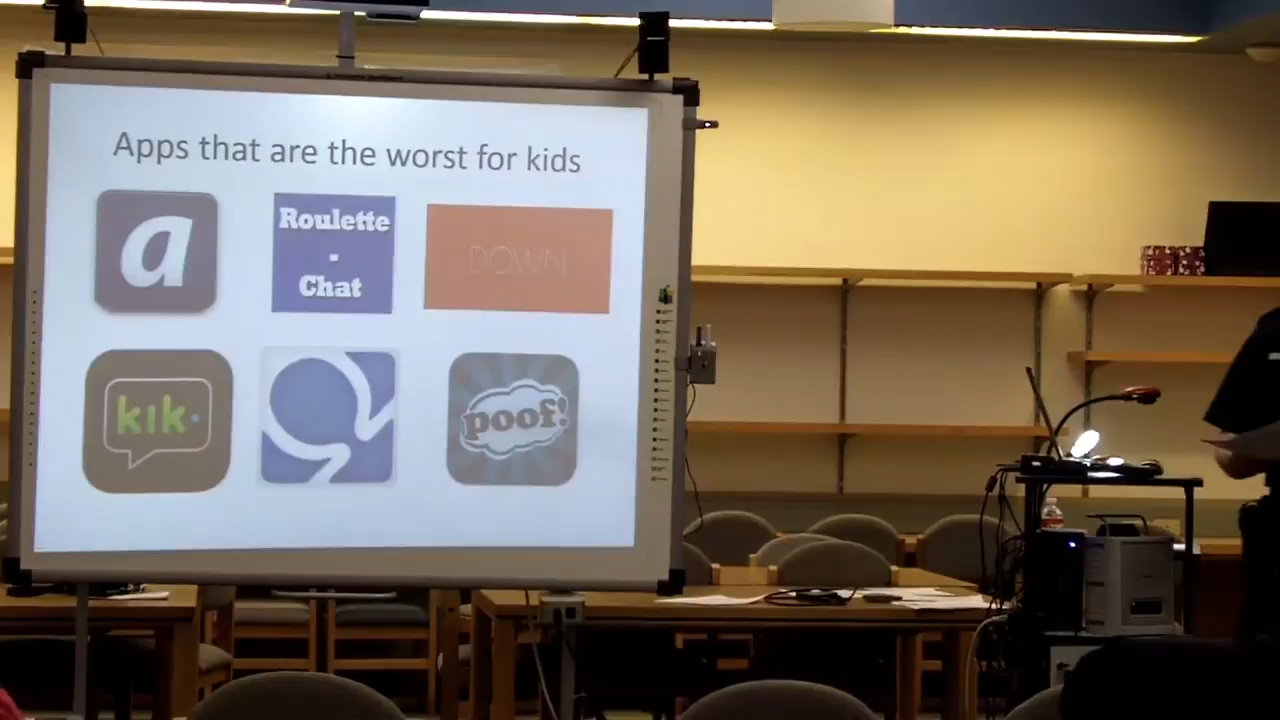 Apps that are the worst for kids
a
Roulette
-
Chat
DOWN
kik·
poof!